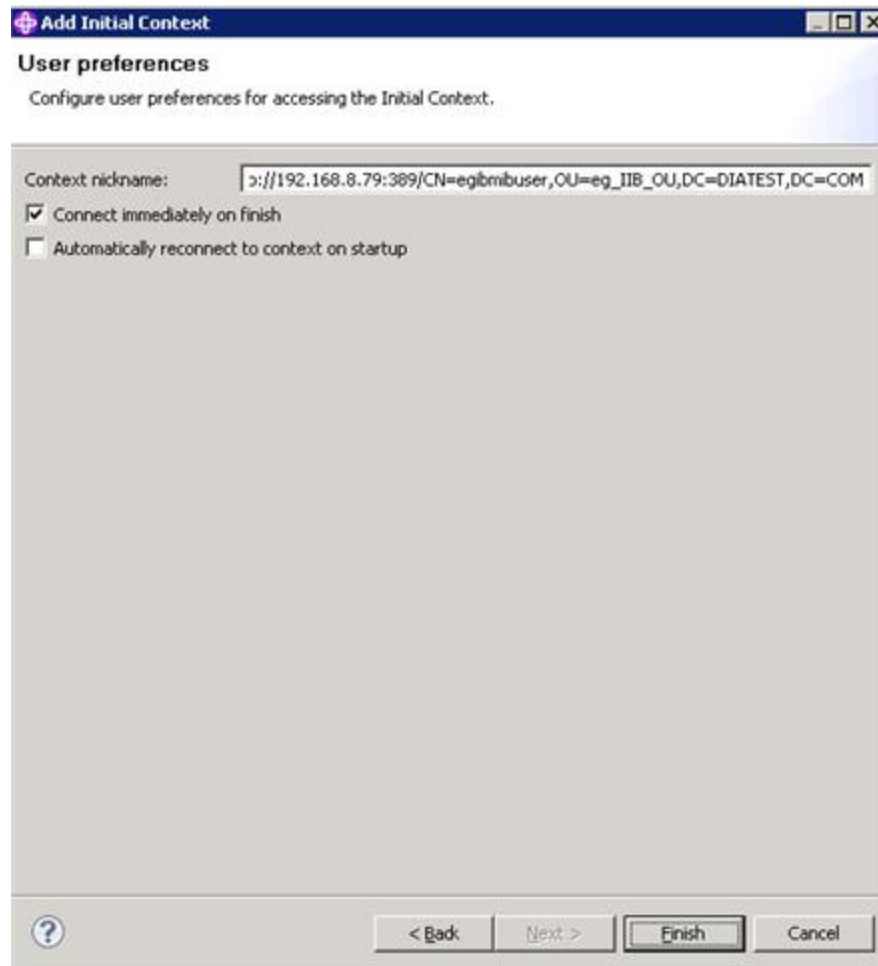 Add Initial Context
User preferences
Configure user preferences for accessing the Initial Context.
Context nickname: ://192.168.8.79:389/CN=egibmibuser,OU=eg_IIB_OU,DC=DIATEST,DC=COM
Connect immediately on finish
Automatically reconnect to context on startup
? < Back Next > Finish Cancel